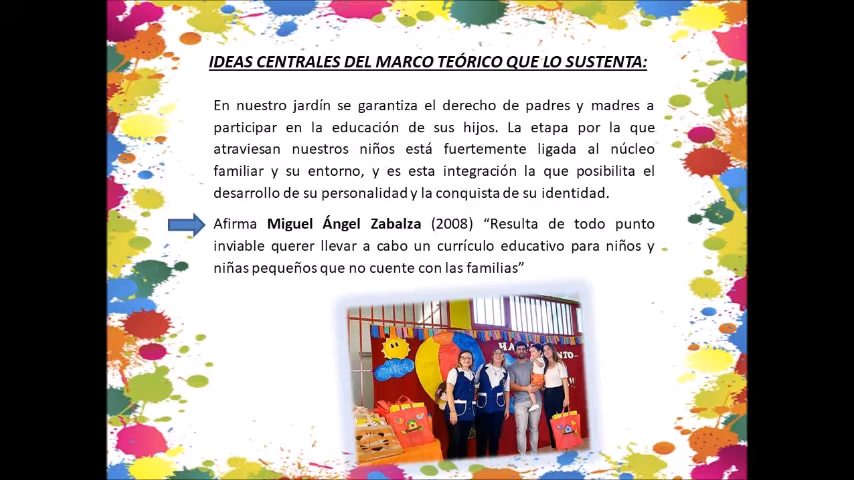 IDEAS CENTRALES DEL MARCO TEÓRICO QUE LO SUSTENTA:
En nuestro jardín se garantiza el derecho de padres y madres a
participar en la educación de sus hijos. La etapa por la que
atraviesan nuestros niños está fuertemente ligada al núcleo
familiar y su entorno, y es esta integración la que posibilita el
desarrollo de su personalidad y la conquista de su identidad.
Afirma Miguel Ángel Zabalza (2008) “Resulta de todo punto
inviable querer llevar a cabo un currículo educativo para niños y
niñas pequeños que no cuente con las familias”